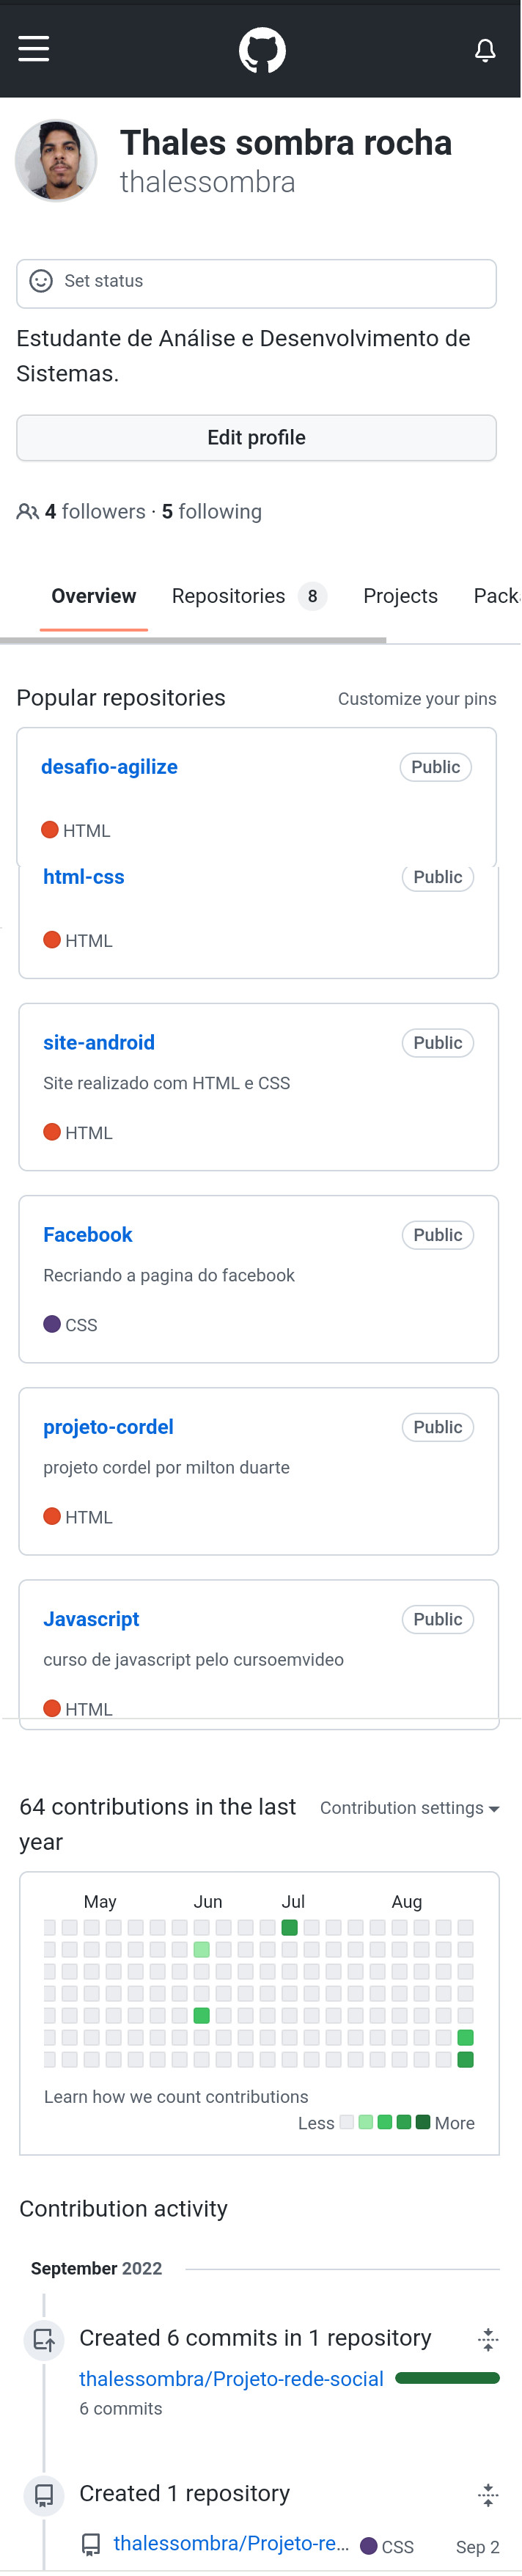 Thales sombra rocha
thalessombra
Set status
Estudante de Análise e Desenvolvimento de
Sistemas.
Edit profile
4 followers · 5 following
Overview Repositories 8 Projects Pack
Popular repositories Customize your pins
desafio-agilize Public
HTML
html-css Public
HTML
site-android Public
Site realizado com HTML e CSS
HTML
Facebook Public
Recriando a pagina do facebook
CSS
projeto-cordel Public
projeto cordel por milton duarte
HTML
Javascript Public
curso de javascript pelo cursoemvideo
HTML
64 contributions in the last Contribution settings
year
May Jun Jul Aug
Learn how we count contributions
Less More
Contribution activity
September 2022
Created 6 commits in 1 repository
thalessombra/Projeto-rede-social
6 commits
Created 1 repository
thalessombra/Projeto-re... CSS Sep 2